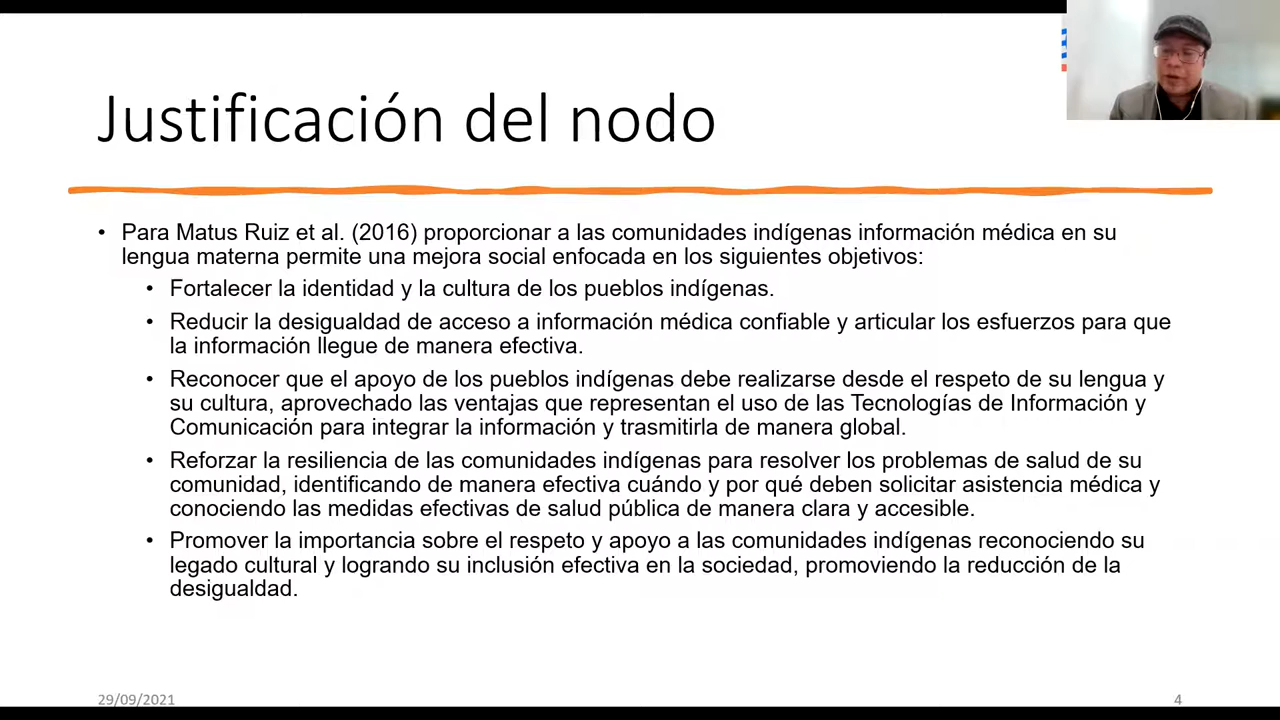 Justificación del nodo
• Para Matus Ruiz et al. (2016) proporcionar a las comunidades indígenas información médica en su
lengua materna permite una mejora social enfocada en los siguientes objetivos:
• Fortalecer la identidad y la cultura de los pueblos indígenas.
• Reducir la desigualdad de acceso a información médica confiable y articular los esfuerzos para que
la información llegue de manera efectiva.
• Reconocer que el apoyo de los pueblos indígenas debe realizarse desde el respeto de su lengua y
su cultura, aprovechado las ventajas que representan el uso de las Tecnologías de Información y
Comunicación para integrar la información y trasmitirla de manera global.
• Reforzar la resiliencia de las comunidades indígenas para resolver los problemas de salud de su
comunidad, identificando de manera efectiva cuándo y por qué deben solicitar asistencia médica y
conociendo las medidas efectivas de salud pública de manera clara y accesible.
• Promover la importancia sobre el respeto y apoyo a las comunidades indígenas reconociendo su
legado cultural y logrando su inclusión efectiva en la sociedad, promoviendo la reducción de la
desigualdad.
29/09/2021
4